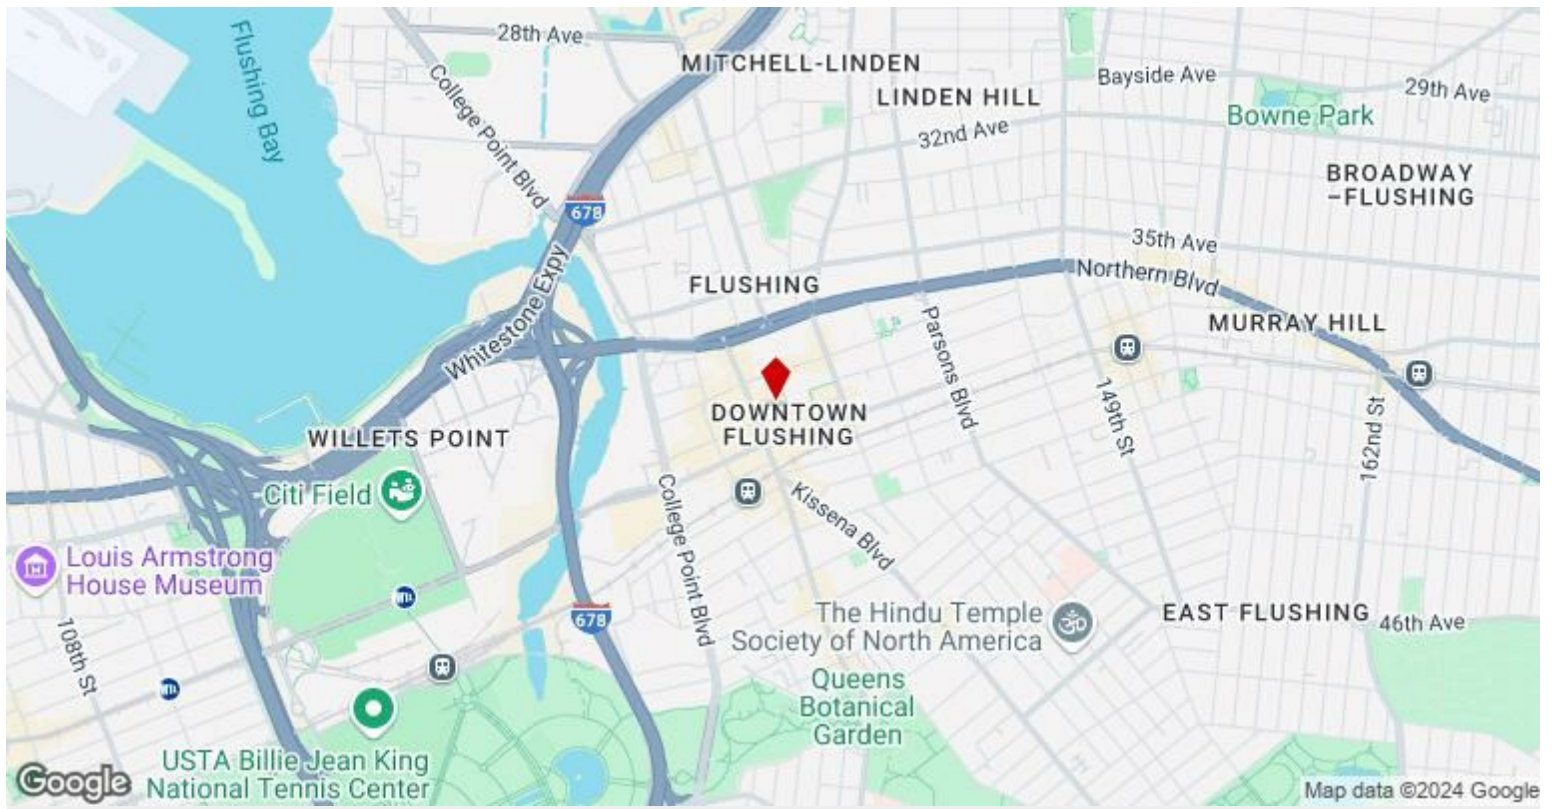 28th Ave
MITCHELL-LINDEN
Bayside Ave
29th Ave
Flushing Bay
College Point Blvd
LINDEN HILL
Bowne Park
32nd Ave
BROADWAY
-FLUSHING
678
35th Ave
Whitestone Expy
FLUSHING
Northern Blvd
Parsons Blvd
MURRAY HILL
DOWNTOWN
FLUSHING
149th St
162nd St
WILLETS POINT
Citi Field
College Point Blvd
Kissena Blvd
Louis Armstrong
House Museum
678
The Hindu Temple
Society of North America
EAST FLUSHING
46th Ave
108th St
Queens
Botanical
Garden
USTA Billie Jean King
National Tennis Center
Google
Map data ©2024 Google